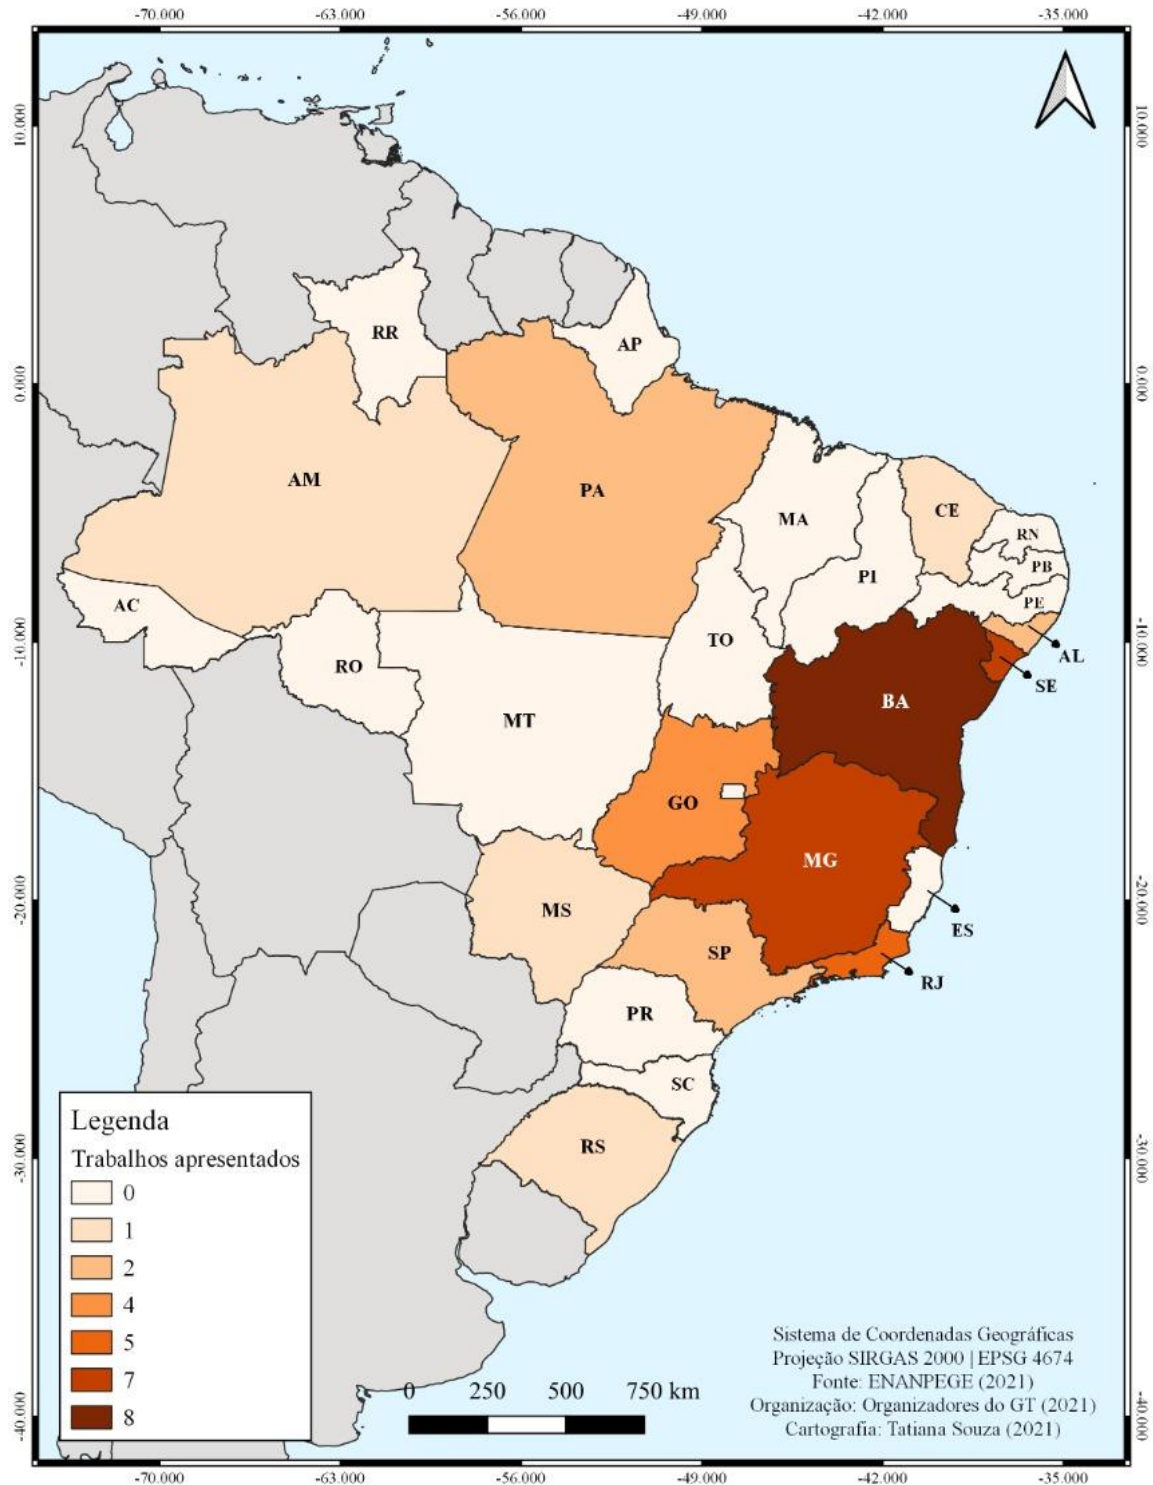 -70.000 -63.000 -56.000 -49.000 -42.000 -35.000
10.000 10.000
RR
AP
0.000 0.000
AM
PA
CE
MA
RN
PB
PI
PE
AC
TO
-10.000 -10.000
AL
RO
SE
BA
MT
GO
MG
-20.000 -20.000
MS
ES
SP
RJ
PR
SC
RS
-30.000 -30.000
Legenda
Trabalhos apresentados
0
1
2
4
5
7
8
Sistema de Coordenadas Geográficas
Projeção SIRGAS 2000 | EPSG 4674
Fonte: ENANPEGE (2021)
Organização: Organizadores do GT (2021)
Cartografia: Tatiana Souza (2021)
0 250 500 750 km
-40.000 -40.000
-70.000 -63.000 -56.000 -49.000 -42.000 -35.000